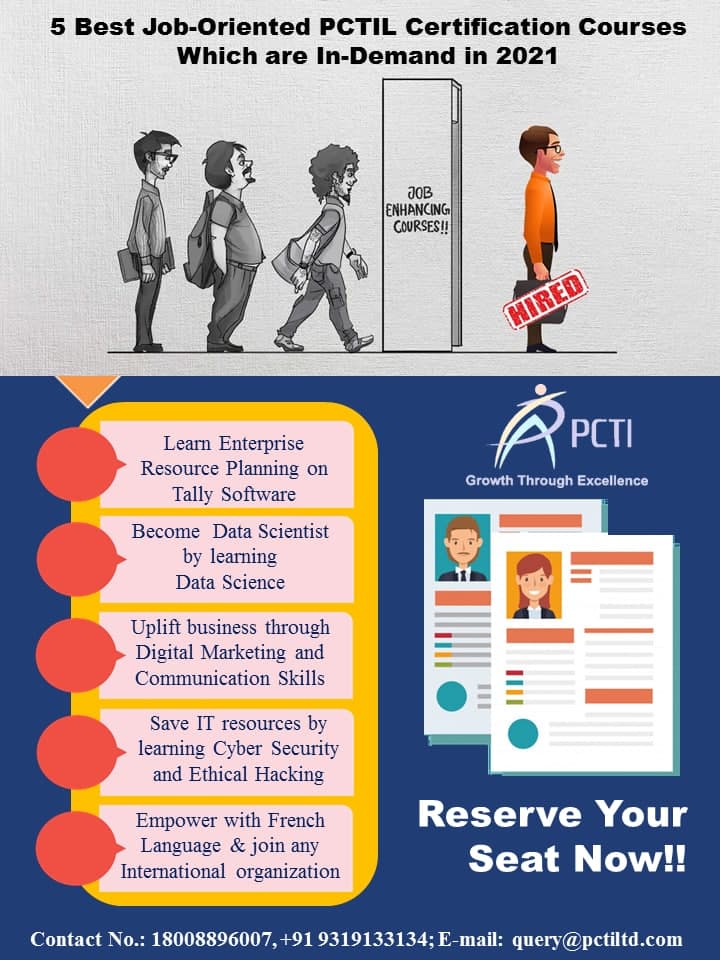 5 Best Job-Oriented PCTIL Certification Courses
Which are In-Demand in 2021
JOB
ENHANCING
COURSES!!
HIRED
Learn Enterprise
Resource Planning on
Tally Software
Become Data Scientist
by learning
Data Science
Uplift business through
Digital Marketing and
Communication Skills
Save IT resources by
learning Cyber Security
and Ethical Hacking
Empower with French
Language & join any
International organization
PCTI
Growth Through Excellence
Reserve Your
Seat Now!!
Contact No.: 18008896007, +91 9319133134; E-mail: query@pctiltd.com